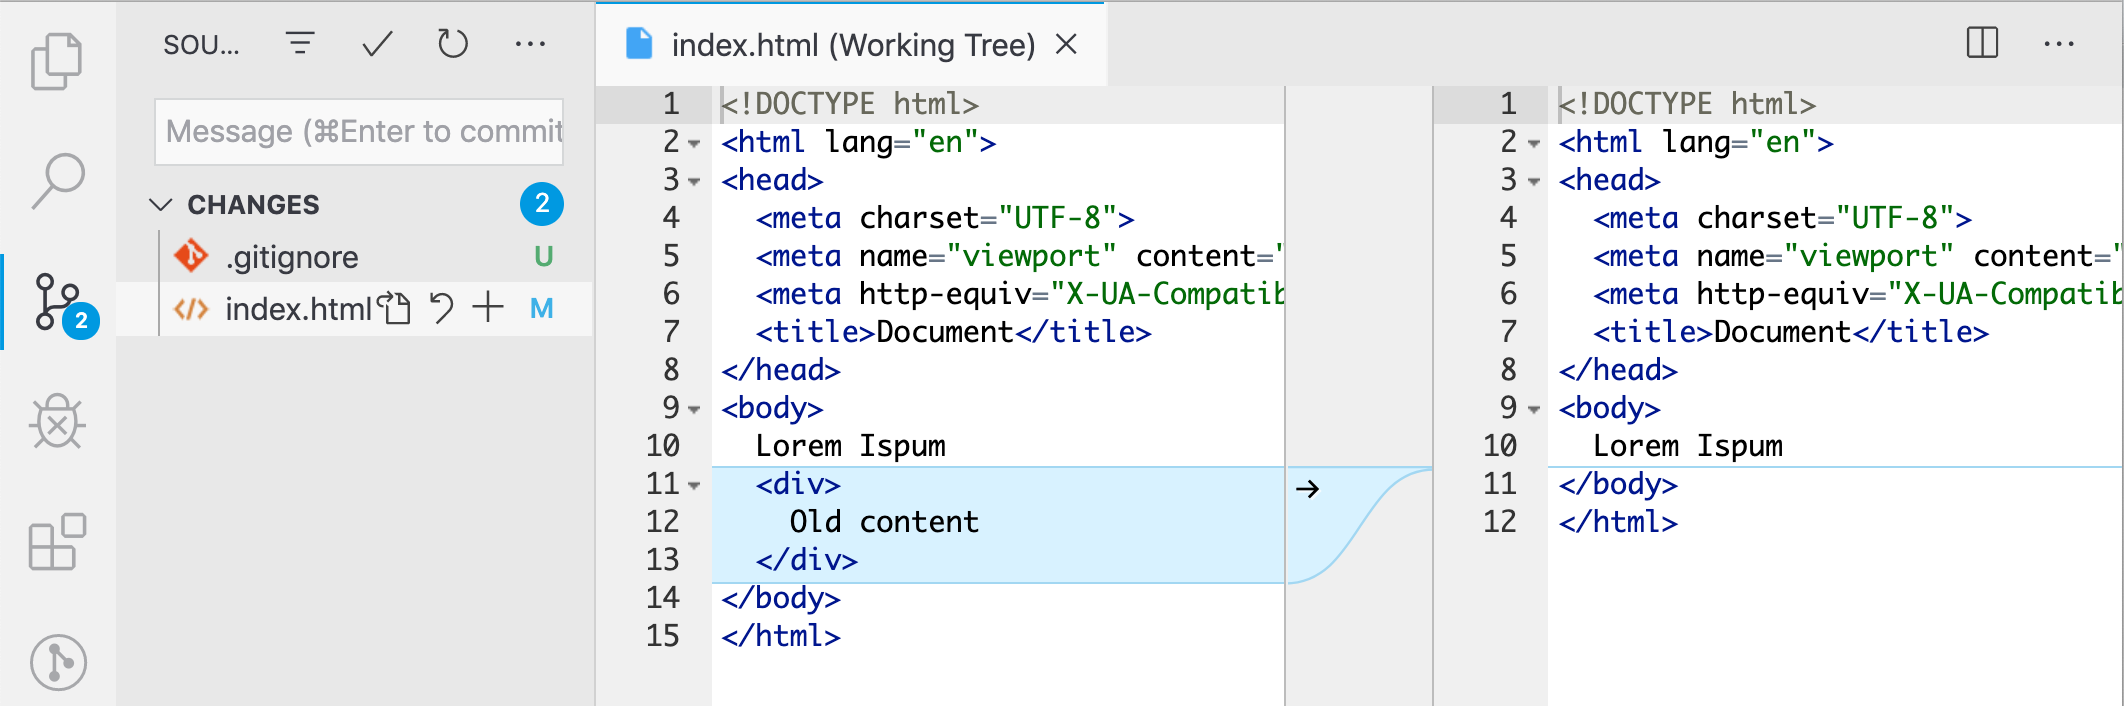 SOU...
Message (⌘Enter to commit
CHANGES 2
.gitignore U
index.html M
2
index.html (Working Tree)
1 <!DOCTYPE html>
2 <html lang="en">
3 <head>
4 <meta charset="UTF-8">
5 <meta name="viewport" content="
6 <meta http-equiv="X-UA-Compatib
7 <title>Document</title>
8 </head>
9 <body>
10 Lorem Ispum
11 <div>
12 Old content
13 </div>
14 </body>
15 </html>
1 <!DOCTYPE html>
2 <html lang="en">
3 <head>
4 <meta charset="UTF-8">
5 <meta name="viewport" content="
6 <meta http-equiv="X-UA-Compatib
7 <title>Document</title>
8 </head>
9 <body>
10 Lorem Ispum
11 </body>
12 </html>